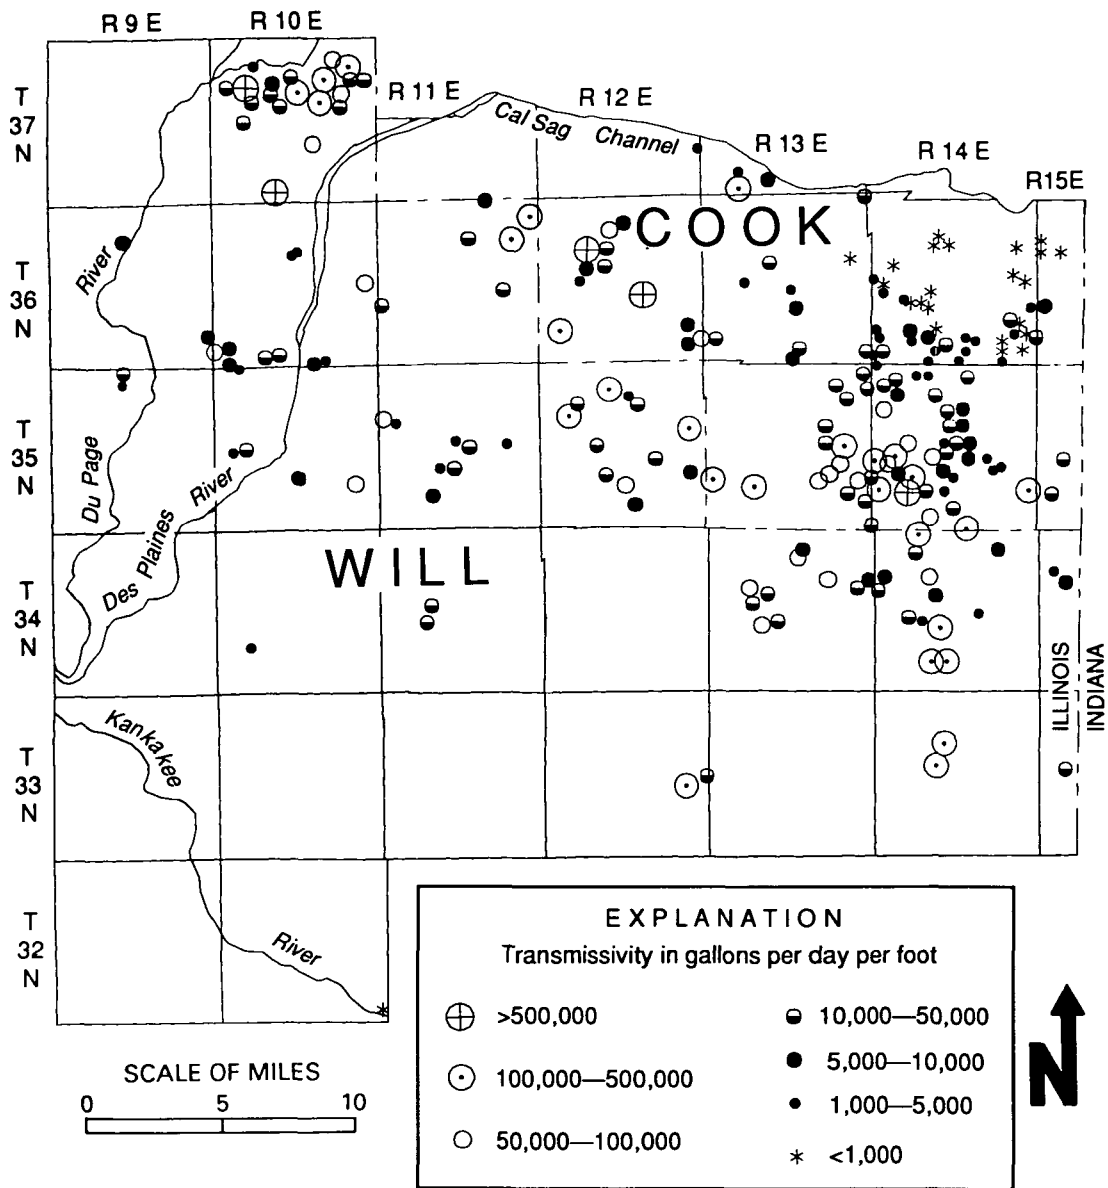 R 9 E
R 10 E
R 11 E
R 12 E
R 13 E
R 14 E
R15E
T
37
N
T
36
N
T
35
N
T
34
N
T
33
N
T
32
N
Cal Sag Channel
COOK
WILL
River
Du Page
River
Des Plaines
Kankakee
River
ILLINOIS
INDIANA
EXPLANATION
Transmissivity in gallons per day per foot
>500,000
100,000—500,000
50,000—100,000
10,000—50,000
5,000—10,000
1,000—5,000
<1,000
SCALE OF MILES
0 5 10
N